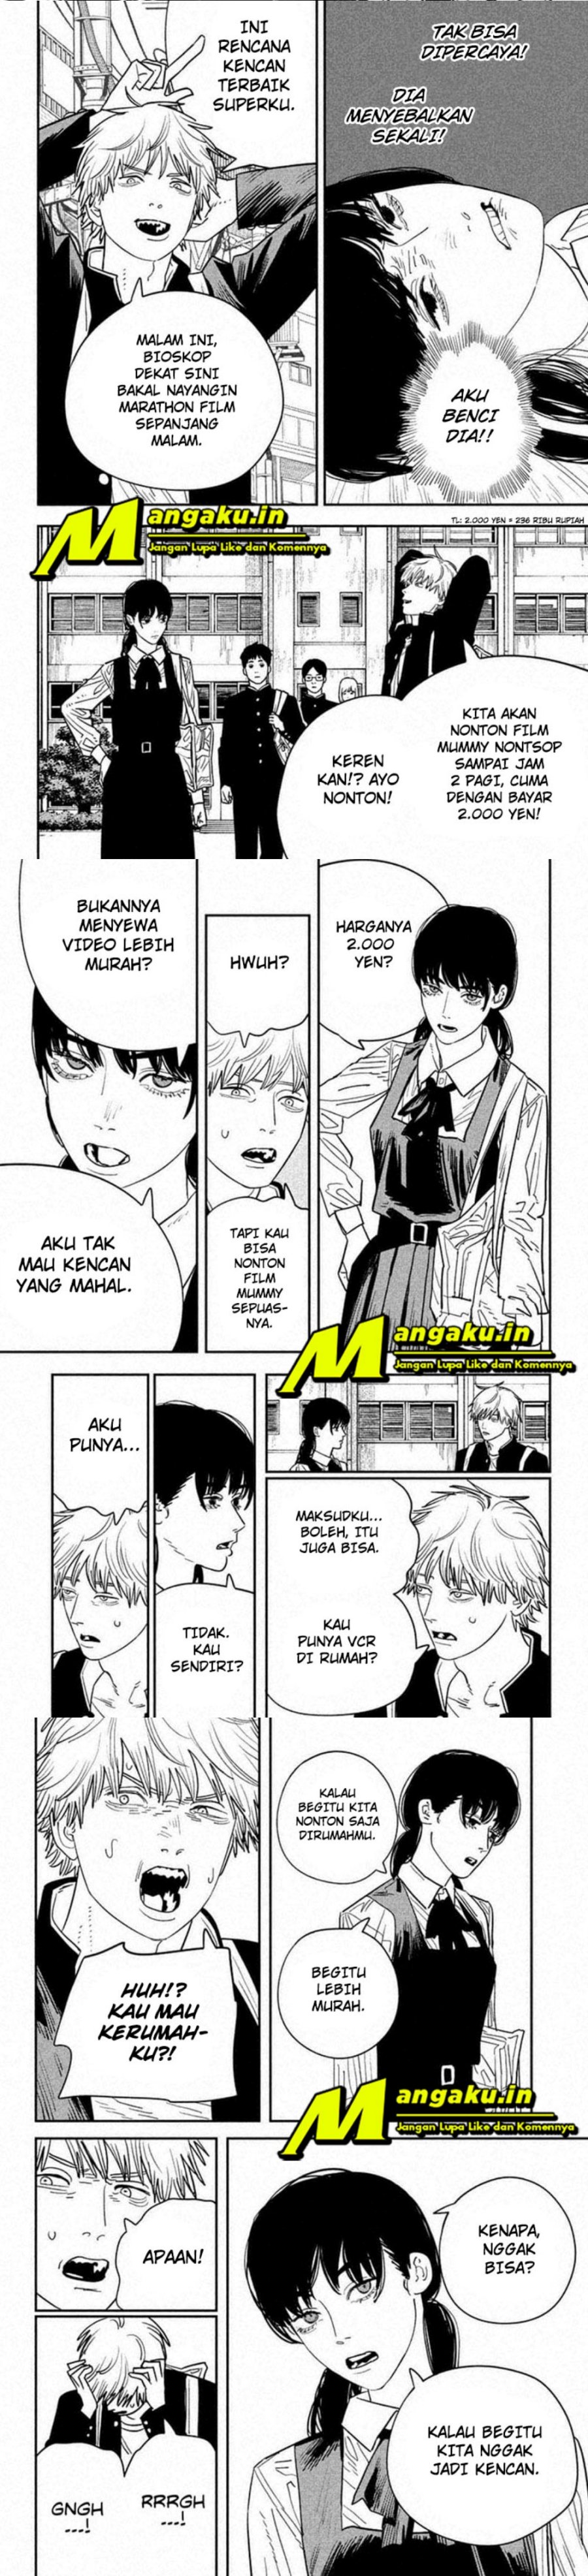 TAK BISA
DIPERCAYA!
DIA
MENYEBALKAN
SEKALI!
AKU
BENCI
DIA!!
INI
RENCANA
KENCAN
TERBAIK
SUPERKU.
MALAM INI,
BIOSKOP
DEKAT SINI
BAKAL NAYANGIN
MARATHON FILM
SEPANJANG
MALAM.
Mangaku.in
Jangan Lupa Like dan Komennya
TL: 2.000 YEN = 236 RIBU RUPIAH
KITA AKAN
NONTON FILM
MUMMY NONTSOP
SAMPAI JAM
2 PAGI, CUMA
DENGAN BAYAR
2.000 YEN!
KEREN
KAN!? AYO
NONTON!
HARGANYA
2.000
YEN?
HWUH?
TAPI KAU
BISA
NONTON
FILM
MUMMY
SEPUAS-
NYA.
BUKANNYA
MENYEWA
VIDEO LEBIH
MURAH?
AKU TAK
MAU KENCAN
YANG MAHAL.
Mangaku.in
Jangan Lupa Like dan Komennya
MAKSUDKU...
BOLEH, ITU
JUGA BISA.
KAU
PUNYA VCR
DI RUMAH?
TIDAK.
KAU
SENDIRI?
AKU
PUNYA...
KALAU
BEGITU KITA
NONTON SAJA
DIRUMAHMU.
BEGITU
LEBIH
MURAH.
HUH!?
KAU MAU
KERUMAH-
KU?!
Mangaku.in
Jangan Lupa Like dan Komennya
KENAPA,
NGGAK
BISA?
KALAU BEGITU
KITA NGGAK
JADI KENCAN.
APAAN!
RRRGH
....!
GNGH
....!